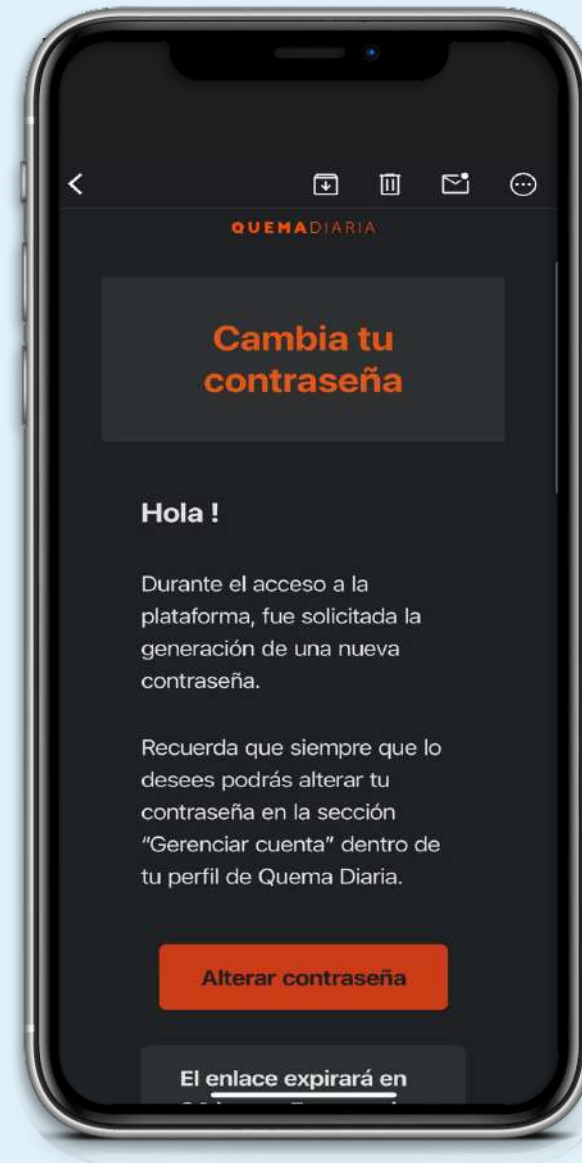 QUEMADIARIA
Cambia tu
contraseña
Hola !
Durante el acceso a la
plataforma, fue solicitada la
generación de una nueva
contraseña.
Recuerda que siempre que lo
desees podrás alterar tu
contraseña en la sección
“Gerenciar cuenta” dentro de
tu perfil de Quema Diaria.
Alterar contraseña
El enlace expirará en